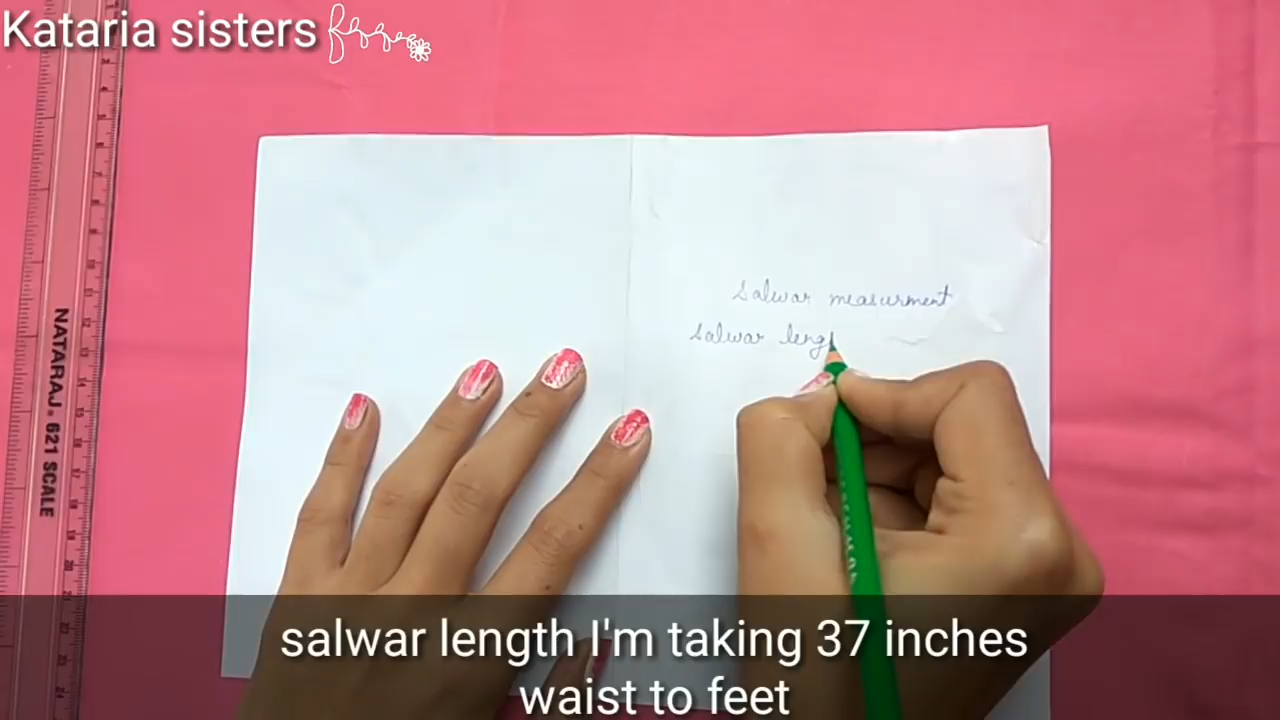 Kataria sisters
NATARAJ® 621 SCALE
Salwar measurment
Salwar leng
salwar length I'm taking 37 inches
waist to feet